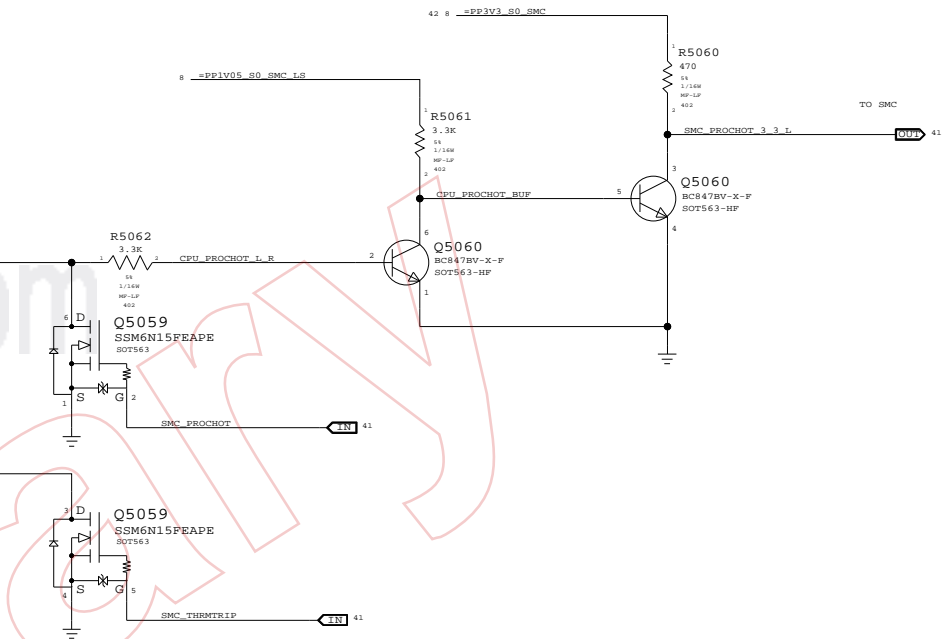 42 8 =PP3V3_S0_SMC
1
R5060
470
5%
1/16W
MF-LF
402
2
8 =PP1V05_S0_SMC_LS
1
R5061
3.3K
5%
1/16W
MF-LF
402
2
TO SMC
SMC_PROCHOT_3_3_L OUT 41
3
Q5060
BC847BV-X-F
SOT563-HF
5
4
CPU_PROCHOT_BUF
6
Q5060
BC847BV-X-F
SOT563-HF
2
1
R5062
3.3K
1 2
5%
1/16W
MF-LF
402
CPU_PROCHOT_L_R
6 D
Q5059
SSM6N15FEAPE
SOT563
1 S G 2
SMC_PROCHOT IN 41
3 D
Q5059
SSM6N15FEAPE
SOT563
4 S G 5
SMC_THRMTRIP IN 41
om
ary